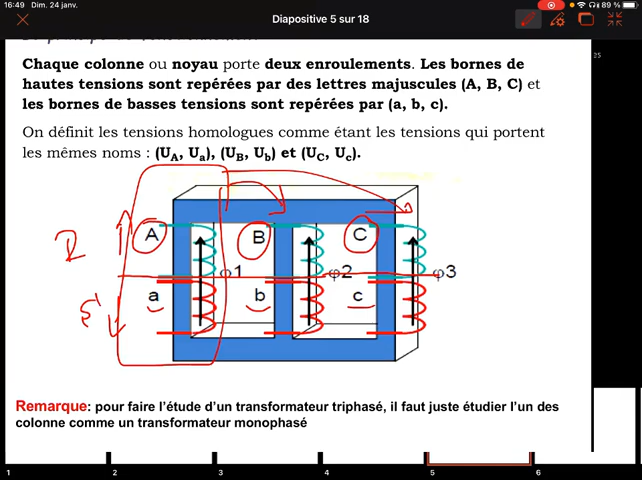 16:49 Dim. 24 janv.
89 %
Diapositive 5 sur 18
Chaque colonne ou noyau porte deux enroulements. Les bornes de
hautes tensions sont repérées par des lettres majuscules (A, B, C) et
les bornes de basses tensions sont repérées par (a, b, c).
On définit les tensions homologues comme étant les tensions qui portent
les mêmes noms : (UA, Ua), (UB, Ub) et (UC, Uc).
A B C
φ1 φ2 φ3
a b c
Remarque: pour faire l'étude d'un transformateur triphasé, il faut juste étudier l'un des
colonne comme un transformateur monophasé
25
1 2 3 4 5 6